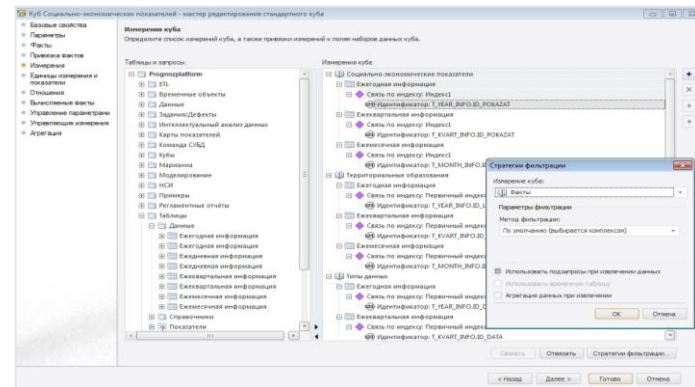 Куб Социально-экономических показателей - мастер редактирования стандартного куба
Базовые свойства
Параметры
Факты
Привязка фактов
Измерения
Единицы измерения и показатели
Отношения
Вычисляемые факты
Управление параметрами
Управляющие измерения
Агрегация
Измерения куба
Определите список измерений куба, а также привязки измерений к полям наборов данных куба.
Таблицы и запросы:
Prognozplatform
ETL
Временные объекты
Данные
Задания/Дефекты
Интеллектуальный анализ данных
Карты показателей
Команда СУБД
Кубы
Марианна
Моделирование
НСИ
Примеры
Регламентные отчёты
Таблицы
Данные
Ежегодная информация
Ежегодная информация
Ежедневная информация
Ежедневная информация
Ежеквартальная информация
Ежеквартальная информация
Ежемесячная информация
Ежемесячная информация
Справочники
Показатели
Измерения куба:
Социально-экономические показатели
Ежегодная информация
Связь по индексу: Индекс1
Идентификатор: T_YEAR_INFO.ID_POKAZAT
Ежеквартальная информация
Связь по индексу: Индекс1
Идентификатор: T_KVART_INFO.ID_POKAZAT
Ежемесячная информация
Связь по индексу: Индекс1
Идентификатор: T_MONTH_INFO.I
Территориальные образования
Ежегодная информация
Связь по индексу: Первичный индекс
Идентификатор: T_YEAR_INFO.ID_
Ежеквартальная информация
Связь по индексу: Первичный индекс
Идентификатор: T_KVART_INFO.ID_
Ежемесячная информация
Связь по индексу: Первичный индекс
Идентификатор: T_MONTH_INFO.I
Типы данных
Ежегодная информация
Связь по индексу: Первичный индекс
Идентификатор: T_YEAR_INFO.ID_D
Ежеквартальная информация
Связь по индексу: Первичный индекс
Идентификатор: T_KVART_INFO.ID_DATA
Стратегии фильтрации
Измерение куба:
Факты
Параметры фильтрации
Метод фильтрации:
По умолчанию (выбирается комплексом)
Использовать подзапросы при извлечении данных
Использовать временную таблицу
Агрегация данных при извлечении
ОК Отмена
Связать Отвязать Стратегии фильтрации...
< Назад Далее > Готово Отмена